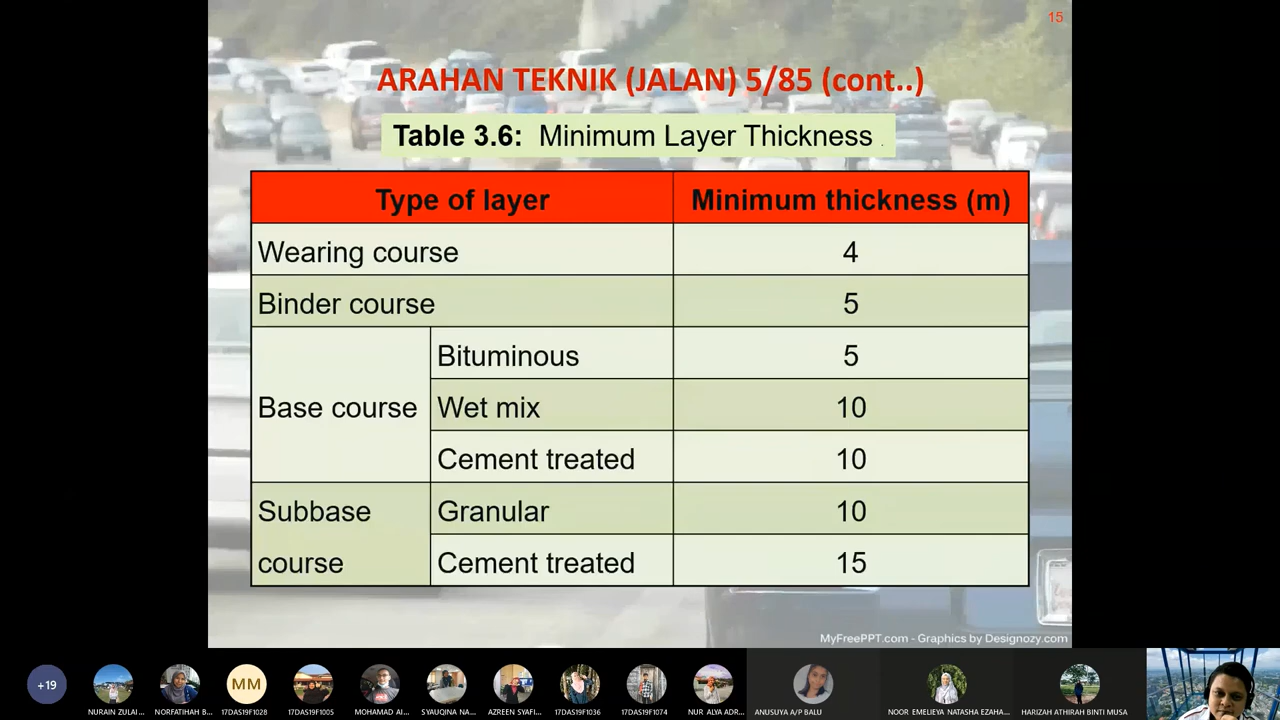 15
ARAHAN TEKNIK (JALAN) 5/85 (cont..)
Table 3.6: Minimum Layer Thickness .
Type of layer Minimum thickness (m)
Wearing course 4
Binder course 5
Base course Bituminous 5
Wet mix 10
Cement treated 10
Subbase course Granular 10
Cement treated 15
MyFreePPT.com - Graphics by Designozy.com
+19
MM
NURAIN ZULAI...
NORFATIHAH B...
17DAS19F1028
17DAS19F1005
MOHAMAD AI...
SYAUQINA NA...
AZREEN SYAFI...
17DAS19F1036
17DAS19F1074
NUR ALYA ADR...
ANUSUYA A/P BALU
NOOR EMELIEYA NATASHA EZAHA...
HARIZAH ATHIRAH BINTI MUSA